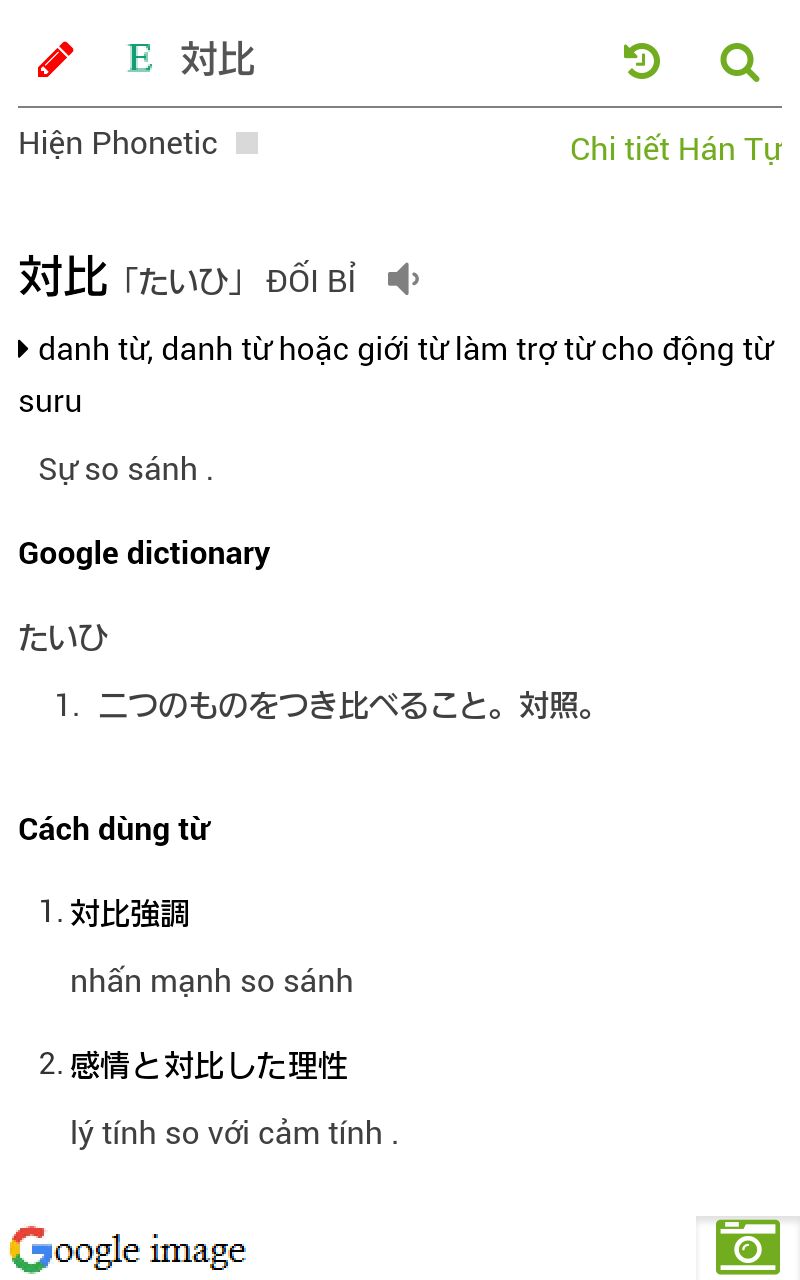 E 対比
Hiện Phonetic
Chi tiết Hán Tự
対比「たいひ」 ĐỐI BỈ
danh từ, danh từ hoặc giới từ làm trợ từ cho động từ
suru
Sự so sánh .
Google dictionary
たいひ
1. 二つのものをつき比べること。対照。
Cách dùng từ
1. 対比強調
nhấn mạnh so sánh
2. 感情と対比した理性
lý tính so với cảm tính .
Google image